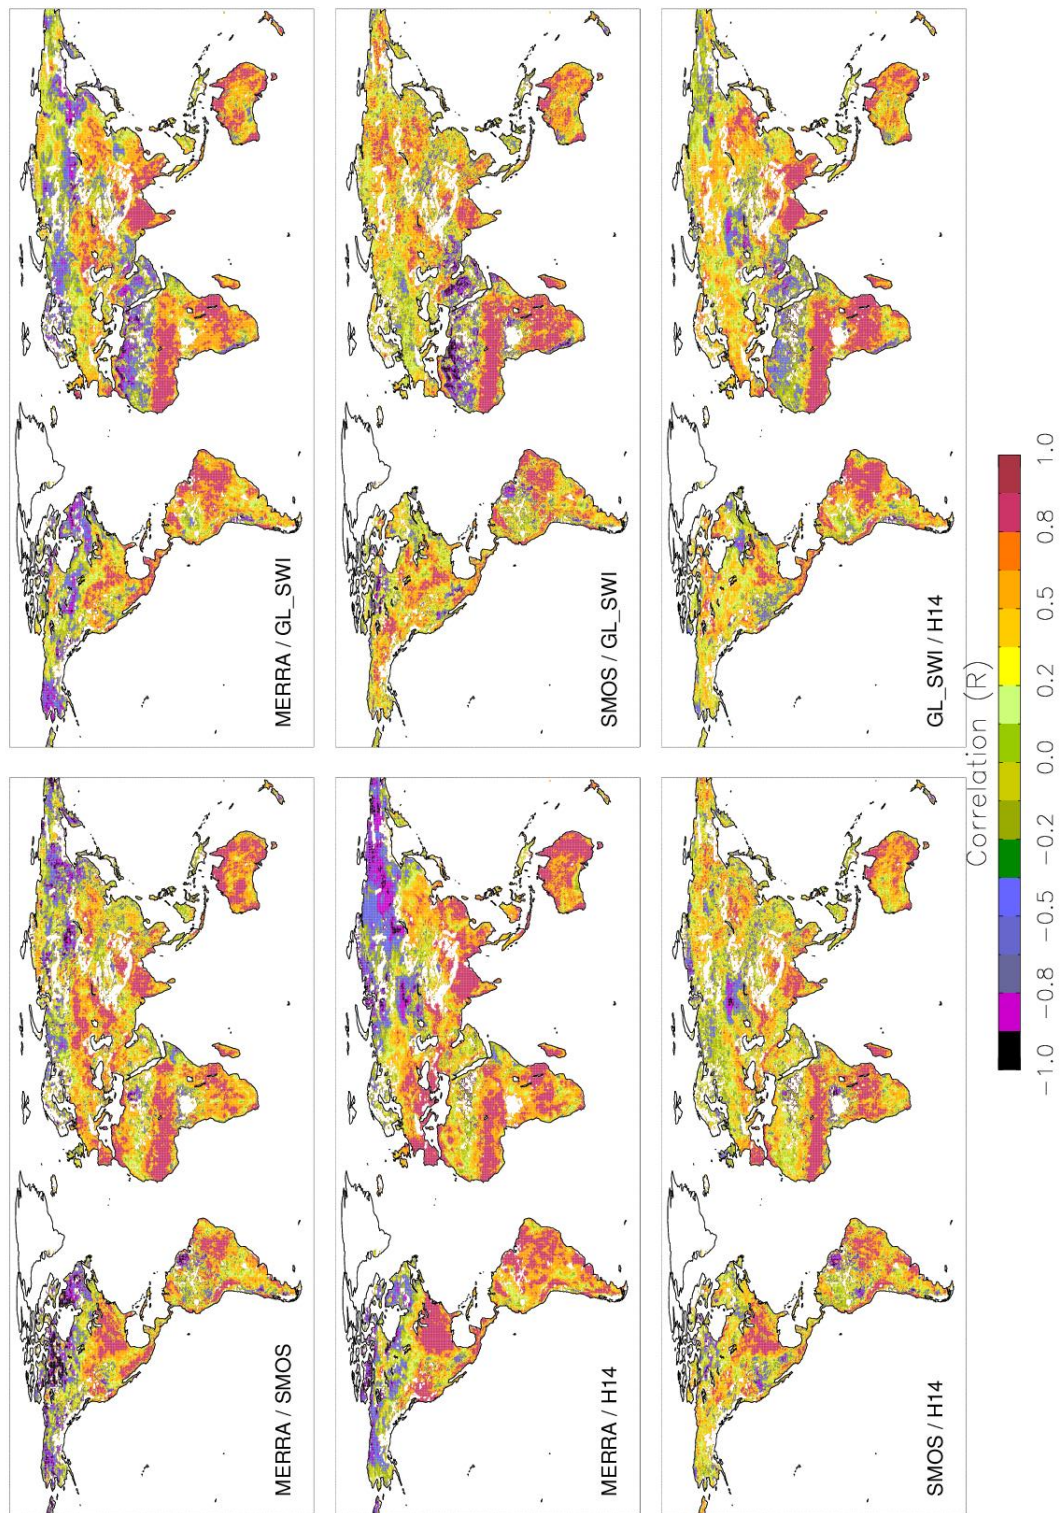 MERRA / SMOS
MERRA / GL_SWI
MERRA / H14
SMOS / GL_SWI
SMOS / H14
GL_SWI / H14
Correlation (R)
−1.0 −0.8 −0.5 −0.2 0.0 0.2 0.5 0.8 1.0